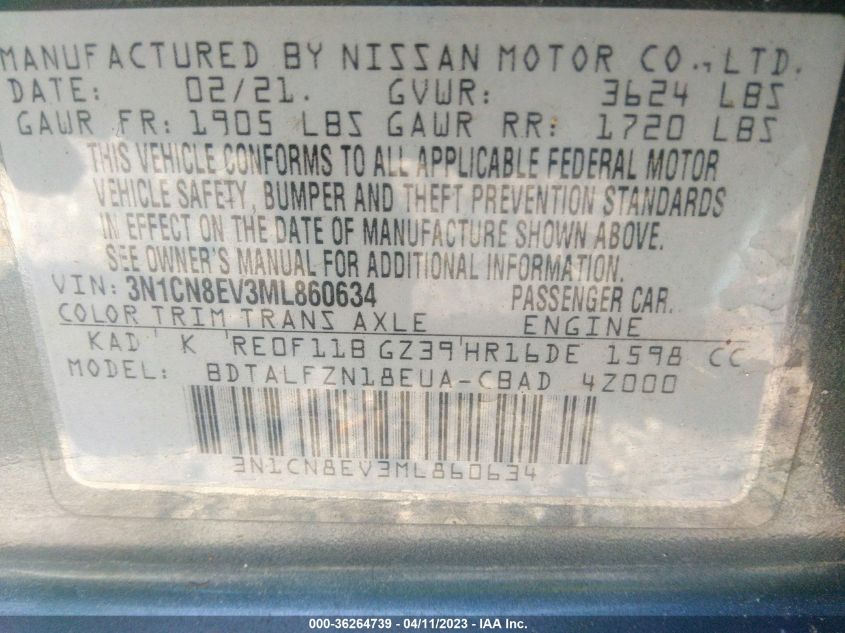 MANUFACTURED BY NISSAN MOTOR CO., LTD.
DATE: 02/21. GVWR: 3624 LBS
GAWR FR: 1905 LBS GAWR RR: 1720 LBS
THIS VEHICLE CONFORMS TO ALL APPLICABLE FEDERAL MOTOR
VEHICLE SAFETY, BUMPER AND THEFT PREVENTION STANDARDS
IN EFFECT ON THE DATE OF MANUFACTURE SHOWN ABOVE.
SEE OWNER'S MANUAL FOR ADDITIONAL INFORMATION.
VIN: 3N1CN8EV3ML860634 PASSENGER CAR.
COLOR TRIM TRANS AXLE ENGINE
KAD K RE0F11B GZ39 HR16DE 1598 CC
MODEL: BDTALFZN18EUA-CBAD 4Z000
3N1CN8EV3ML860634
000-36264739 - 04/11/2023 - IAA Inc.